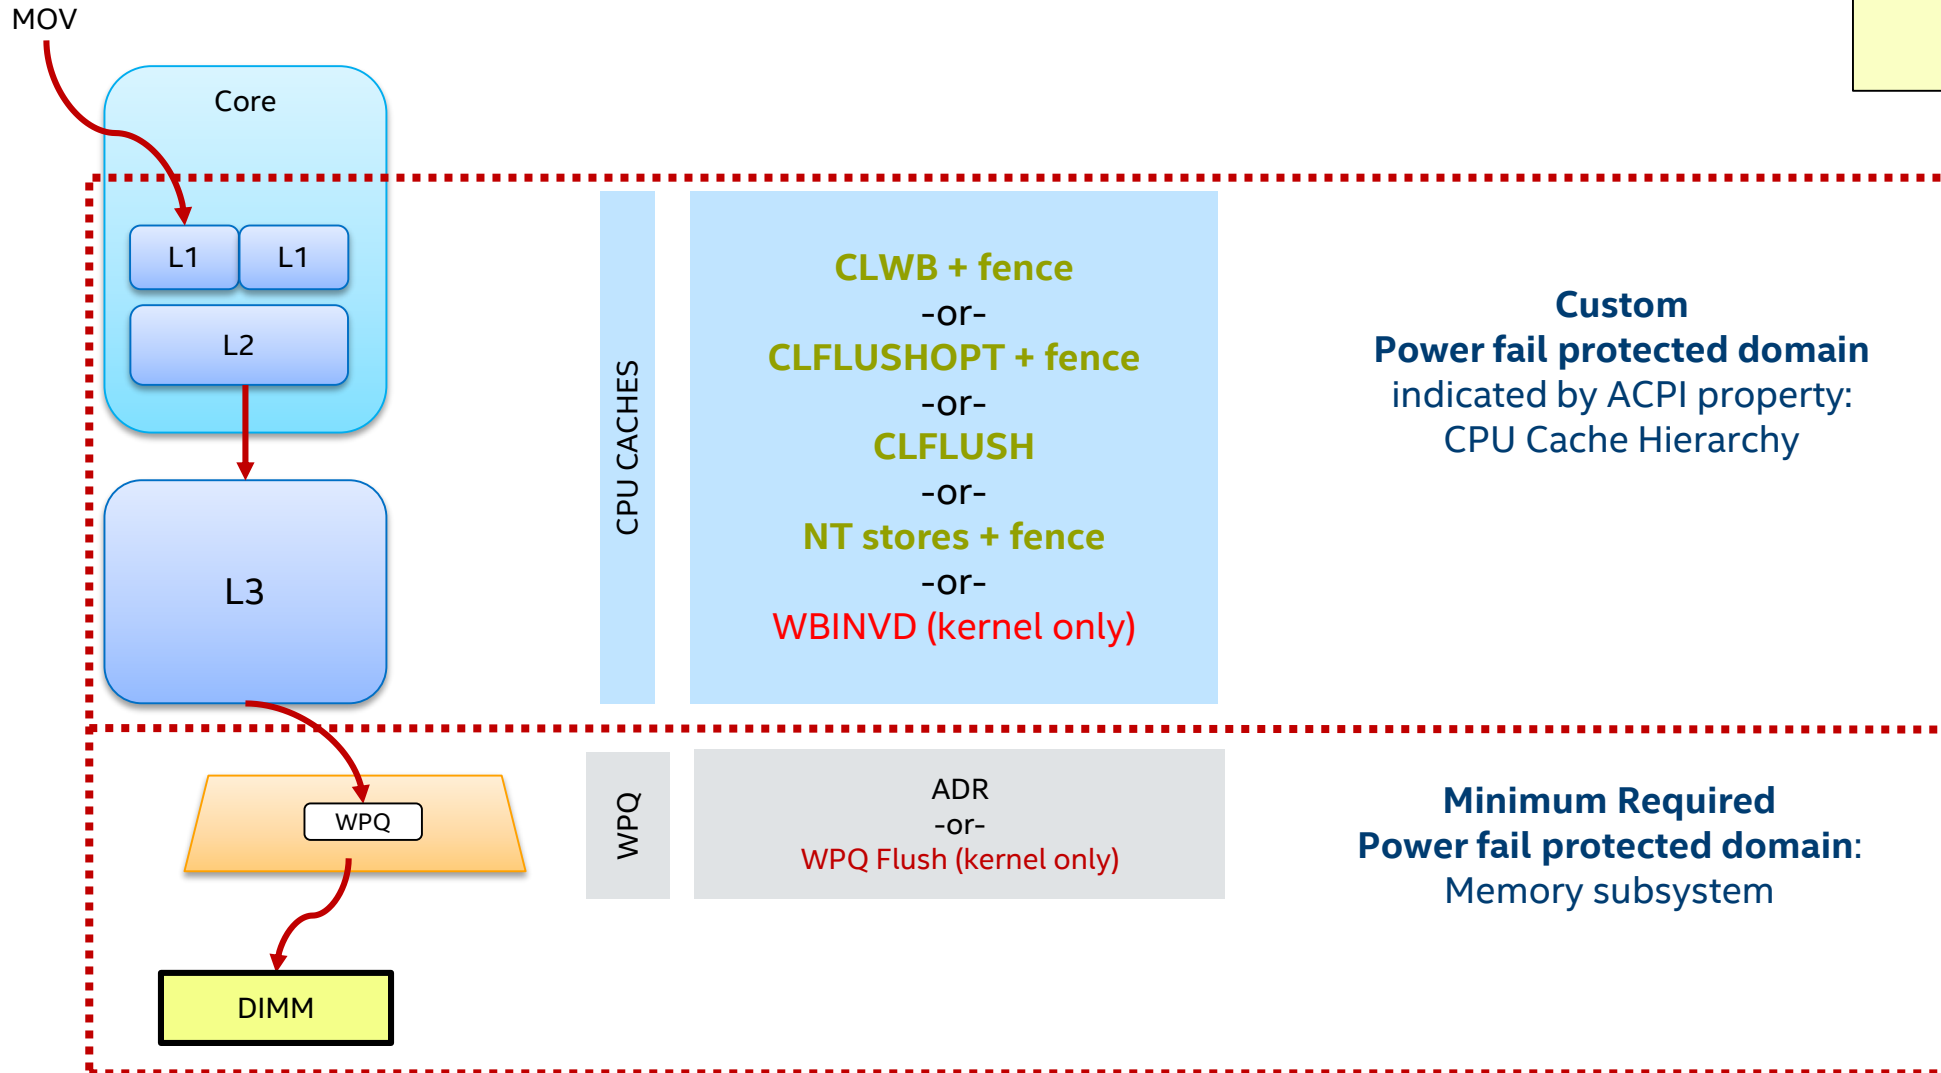 MOV
Core
L1
L1
L2
L3
CPU CACHES
CLWB + fence
-or-
CLFLUSHOPT + fence
-or-
CLFLUSH
-or-
NT stores + fence
-or-
WBINVD (kernel only)
Custom
Power fail protected domain
indicated by ACPI property:
CPU Cache Hierarchy
WPQ
WPQ
ADR
-or-
WPQ Flush (kernel only)
Minimum Required
Power fail protected domain:
Memory subsystem
DIMM